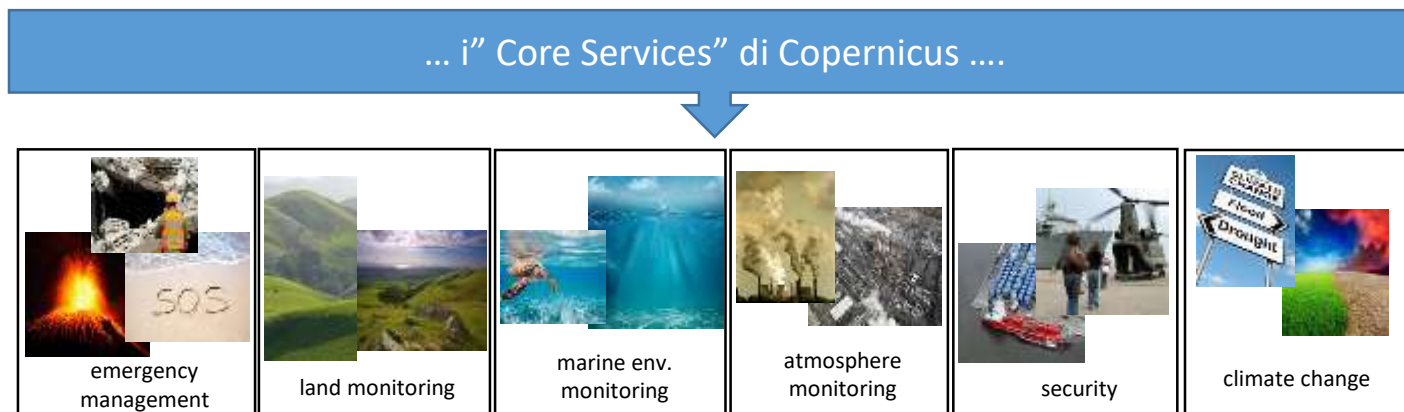 … i” Core Services” di Copernicus ….
SOS
Flood
Drought
emergency
management
land monitoring
marine env.
monitoring
atmosphere
monitoring
security
climate change